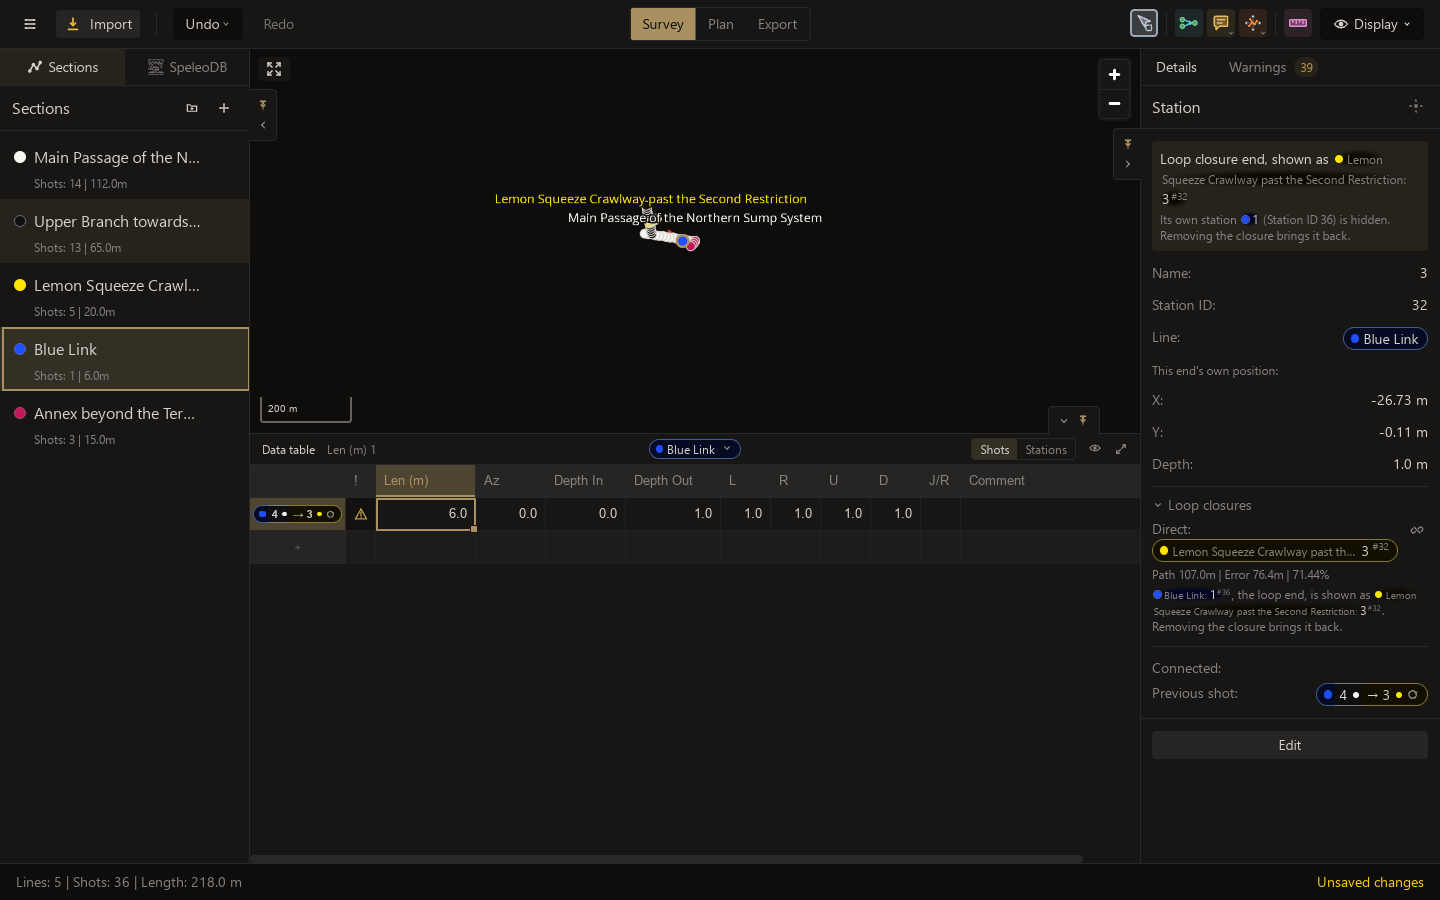 Import
Undo
Redo
Survey
Plan
Export
Display
Sections
SpeleoDB
Details
Warnings 39
Sections
Station
Main Passage of the N...
Shots: 14 | 112.0m
Upper Branch towards...
Shots: 13 | 65.0m
Lemon Squeeze Crawl...
Shots: 5 | 20.0m
Blue Link
Shots: 1 | 6.0m
Annex beyond the Ter...
Shots: 3 | 15.0m
Lemon Squeeze Crawlway past the Second Restriction
Main Passage of the Northern Sump System
200 m
Data table
Len (m) 1
Blue Link
Shots
Stations
! Len (m) Az Depth In Depth Out L R U D J/R Comment
4 → 3 6.0 0.0 0.0 1.0 1.0 1.0 1.0 1.0
+
Loop closure end, shown as Lemon
Squeeze Crawlway past the Second Restriction:
3 #32
Its own station 1 (Station ID 36) is hidden.
Removing the closure brings it back.
Name: 3
Station ID: 32
Line: Blue Link
This end's own position:
X: -26.73 m
Y: -0.11 m
Depth: 1.0 m
Loop closures
Direct:
Lemon Squeeze Crawlway past th... 3 #32
Path 107.0m | Error 76.4m | 71.44%
Blue Link: 1 #36, the loop end, is shown as Lemon
Squeeze Crawlway past the Second Restriction: 3 #32.
Removing the closure brings it back.
Connected:
Previous shot: 4 → 3
Edit
Lines: 5 | Shots: 36 | Length: 218.0 m
Unsaved changes